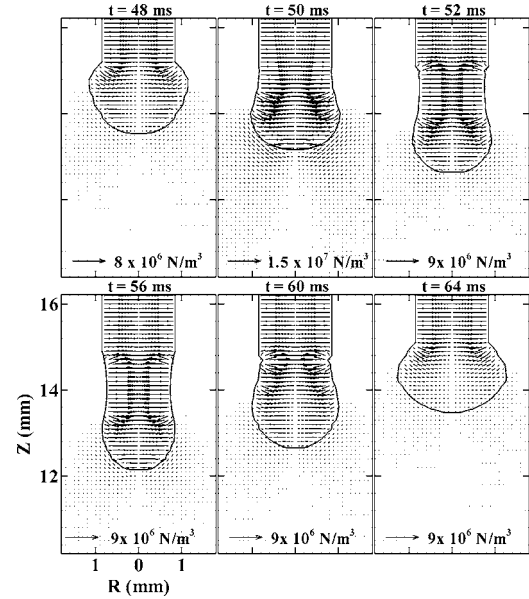 t = 48 ms
t = 50 ms
t = 52 ms
8 x 10⁶ N/m³
1.5 x 10⁷ N/m³
9x 10⁶ N/m³
t = 56 ms
t = 60 ms
t = 64 ms
16
14
12
Z (mm)
9x 10⁶ N/m³
9x 10⁶ N/m³
9x 10⁶ N/m³
1 0 1
R (mm)